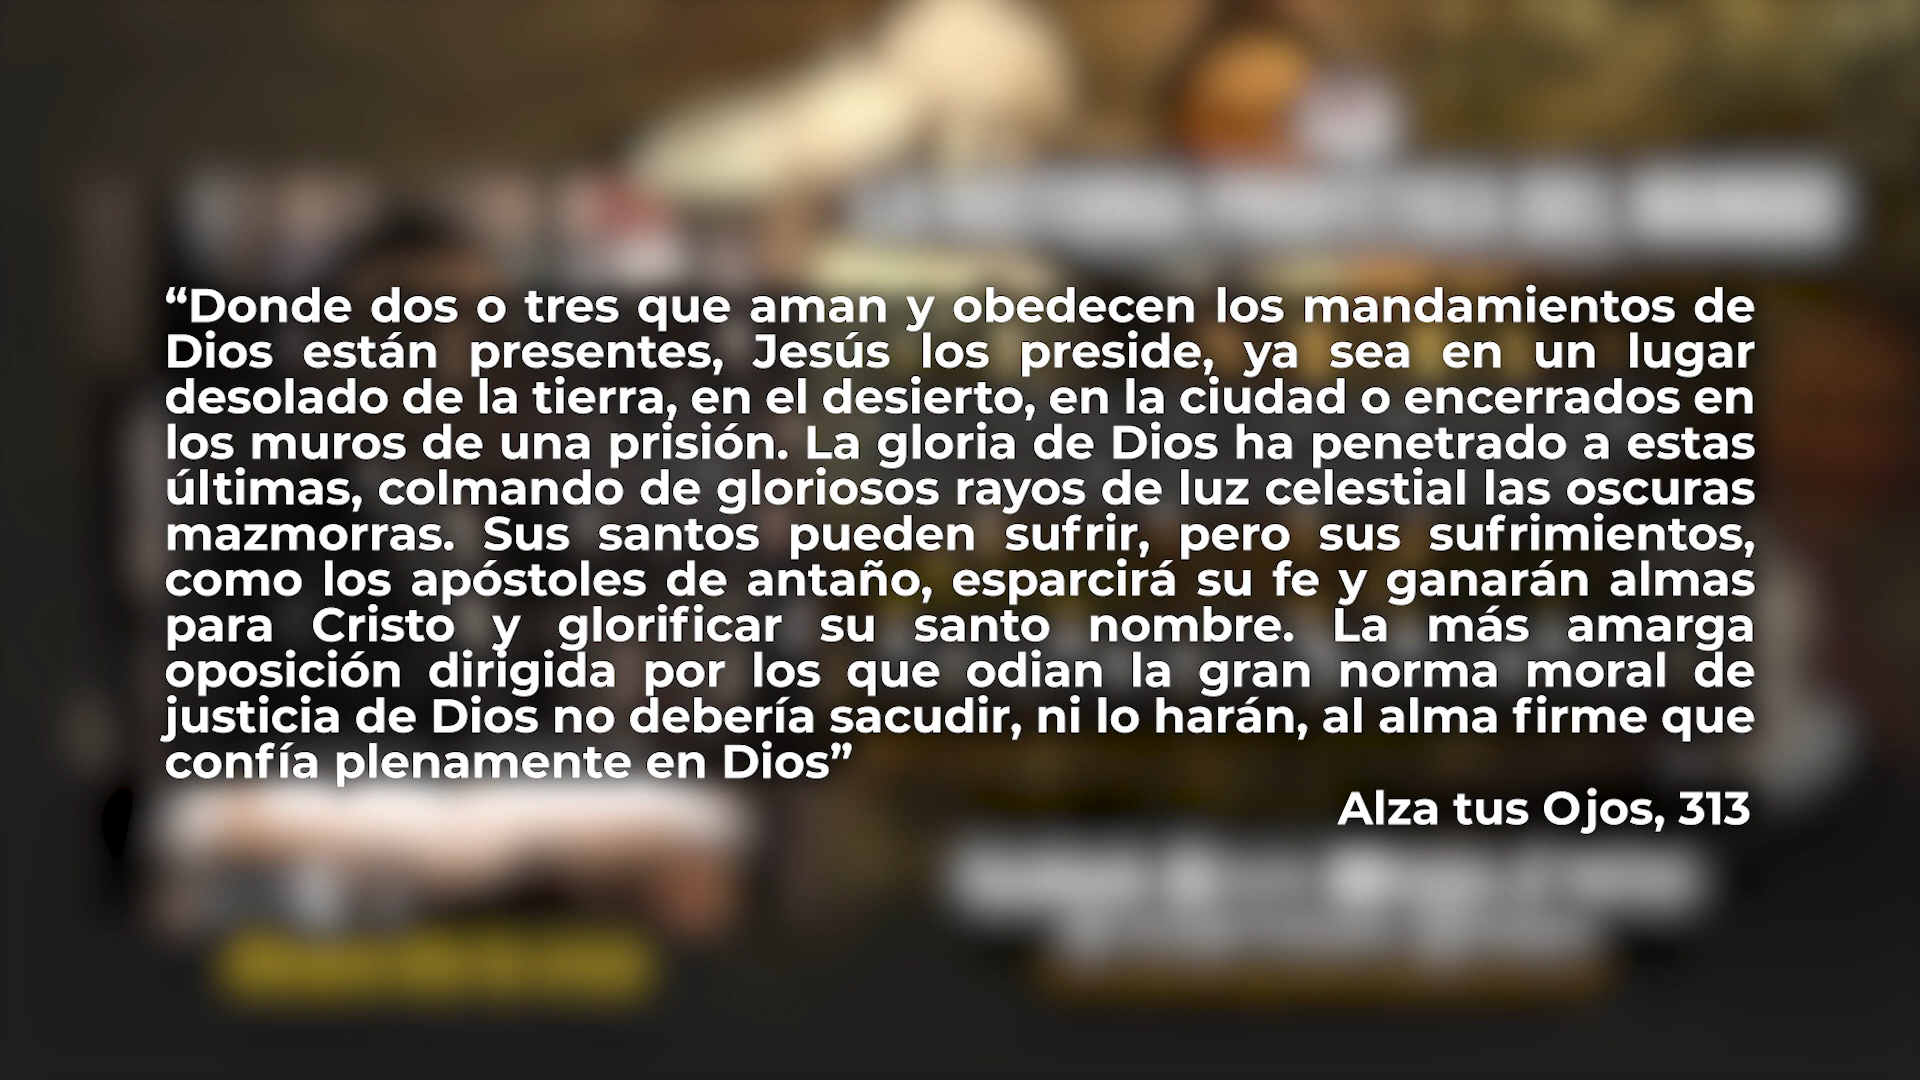 “Donde dos o tres que aman y obedecen los mandamientos de
Dios están presentes, Jesús los preside, ya sea en un lugar
desolado de la tierra, en el desierto, en la ciudad o encerrados en
los muros de una prisión. La gloria de Dios ha penetrado a estas
últimas, colmando de gloriosos rayos de luz celestial las oscuras
mazmorras. Sus santos pueden sufrir, pero sus sufrimientos,
como los apóstoles de antaño, esparcirá su fe y ganarán almas
para Cristo y glorificar su santo nombre. La más amarga
oposición dirigida por los que odian la gran norma moral de
justicia de Dios no debería sacudir, ni lo harán, al alma firme que
confía plenamente en Dios”
Alza tus Ojos, 313